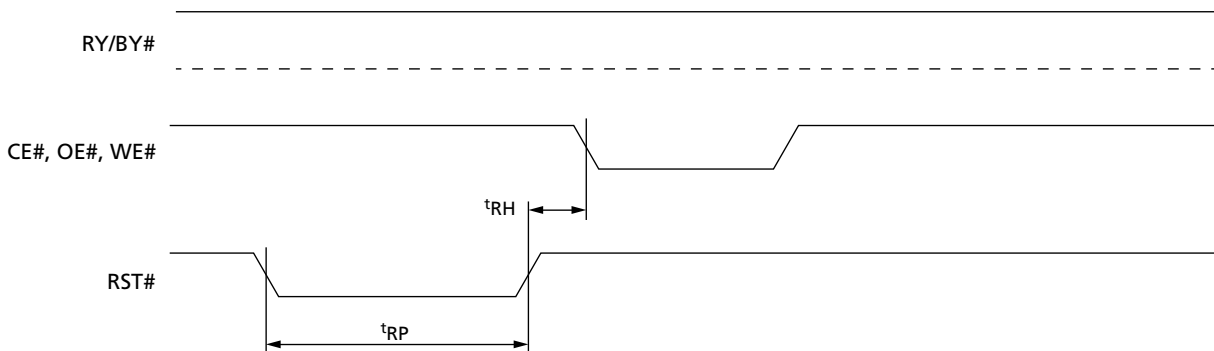 RY/BY#
CE#, OE#, WE#
tRH
RST#
tRP